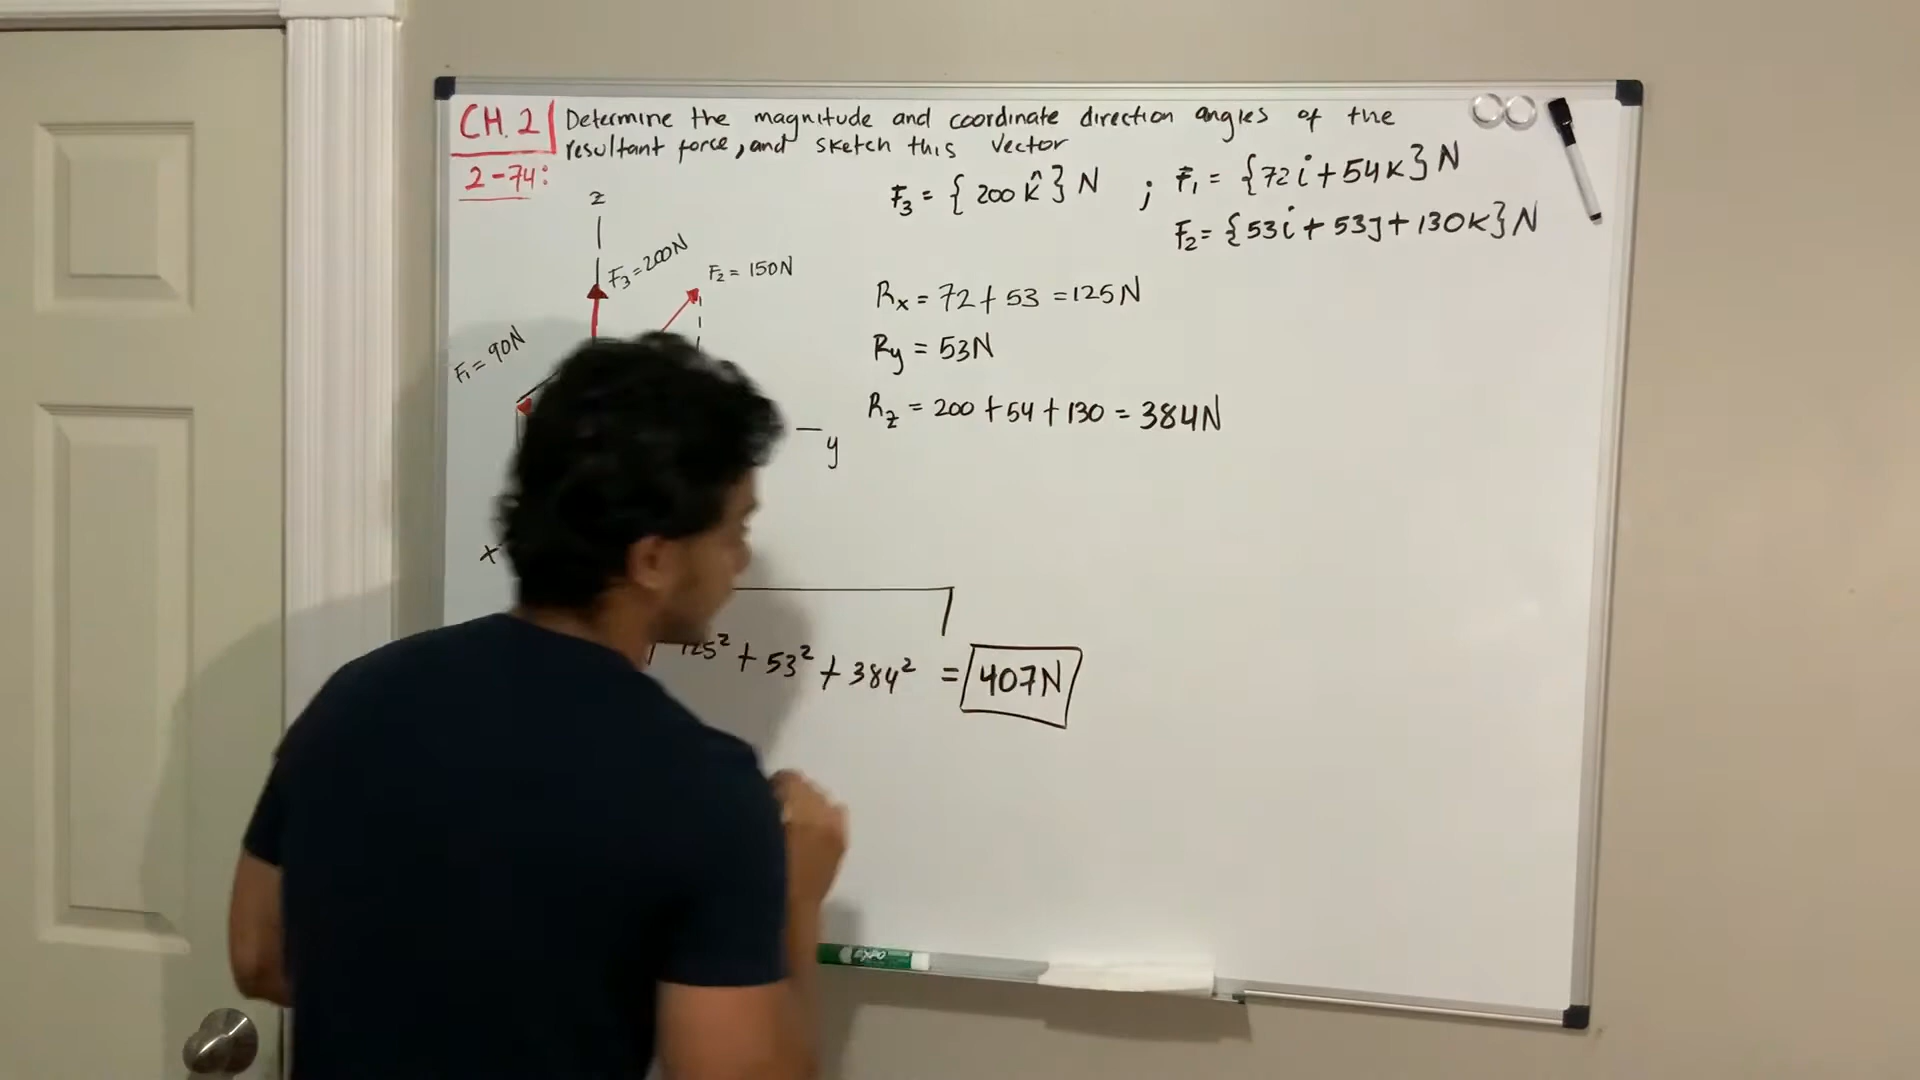 CH. 2
Determine the magnitude and coordinate direction angles of the
resultant force, and sketch this vector
2-74:
F₃ = { 200 k̂ } N ; F₁ = {72i + 54k} N
F₂ = {53i + 53J + 130K} N
z
F₃ = 200N
F₂ = 150N
F₁ = 90N
y
x
Rx = 72 + 53 = 125N
Ry = 53N
Rz = 200 + 54 + 130 = 384N
125² + 53² + 384² = 407N
EXPO